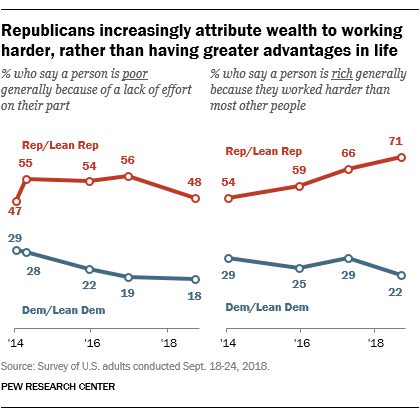 Republicans increasingly attribute wealth to working
harder, rather than having greater advantages in life
% who say a person is poor
generally because of a lack of effort
on their part
% who say a person is rich generally
because they worked harder than
most other people
Rep/Lean Rep
47
55
54
56
48
29
28
22
19
18
Dem/Lean Dem
'14
'16
'18
Rep/Lean Rep
54
59
66
71
29
25
29
22
Dem/Lean Dem
'14
'16
'18
Source: Survey of U.S. adults conducted Sept. 18-24, 2018.
PEW RESEARCH CENTER